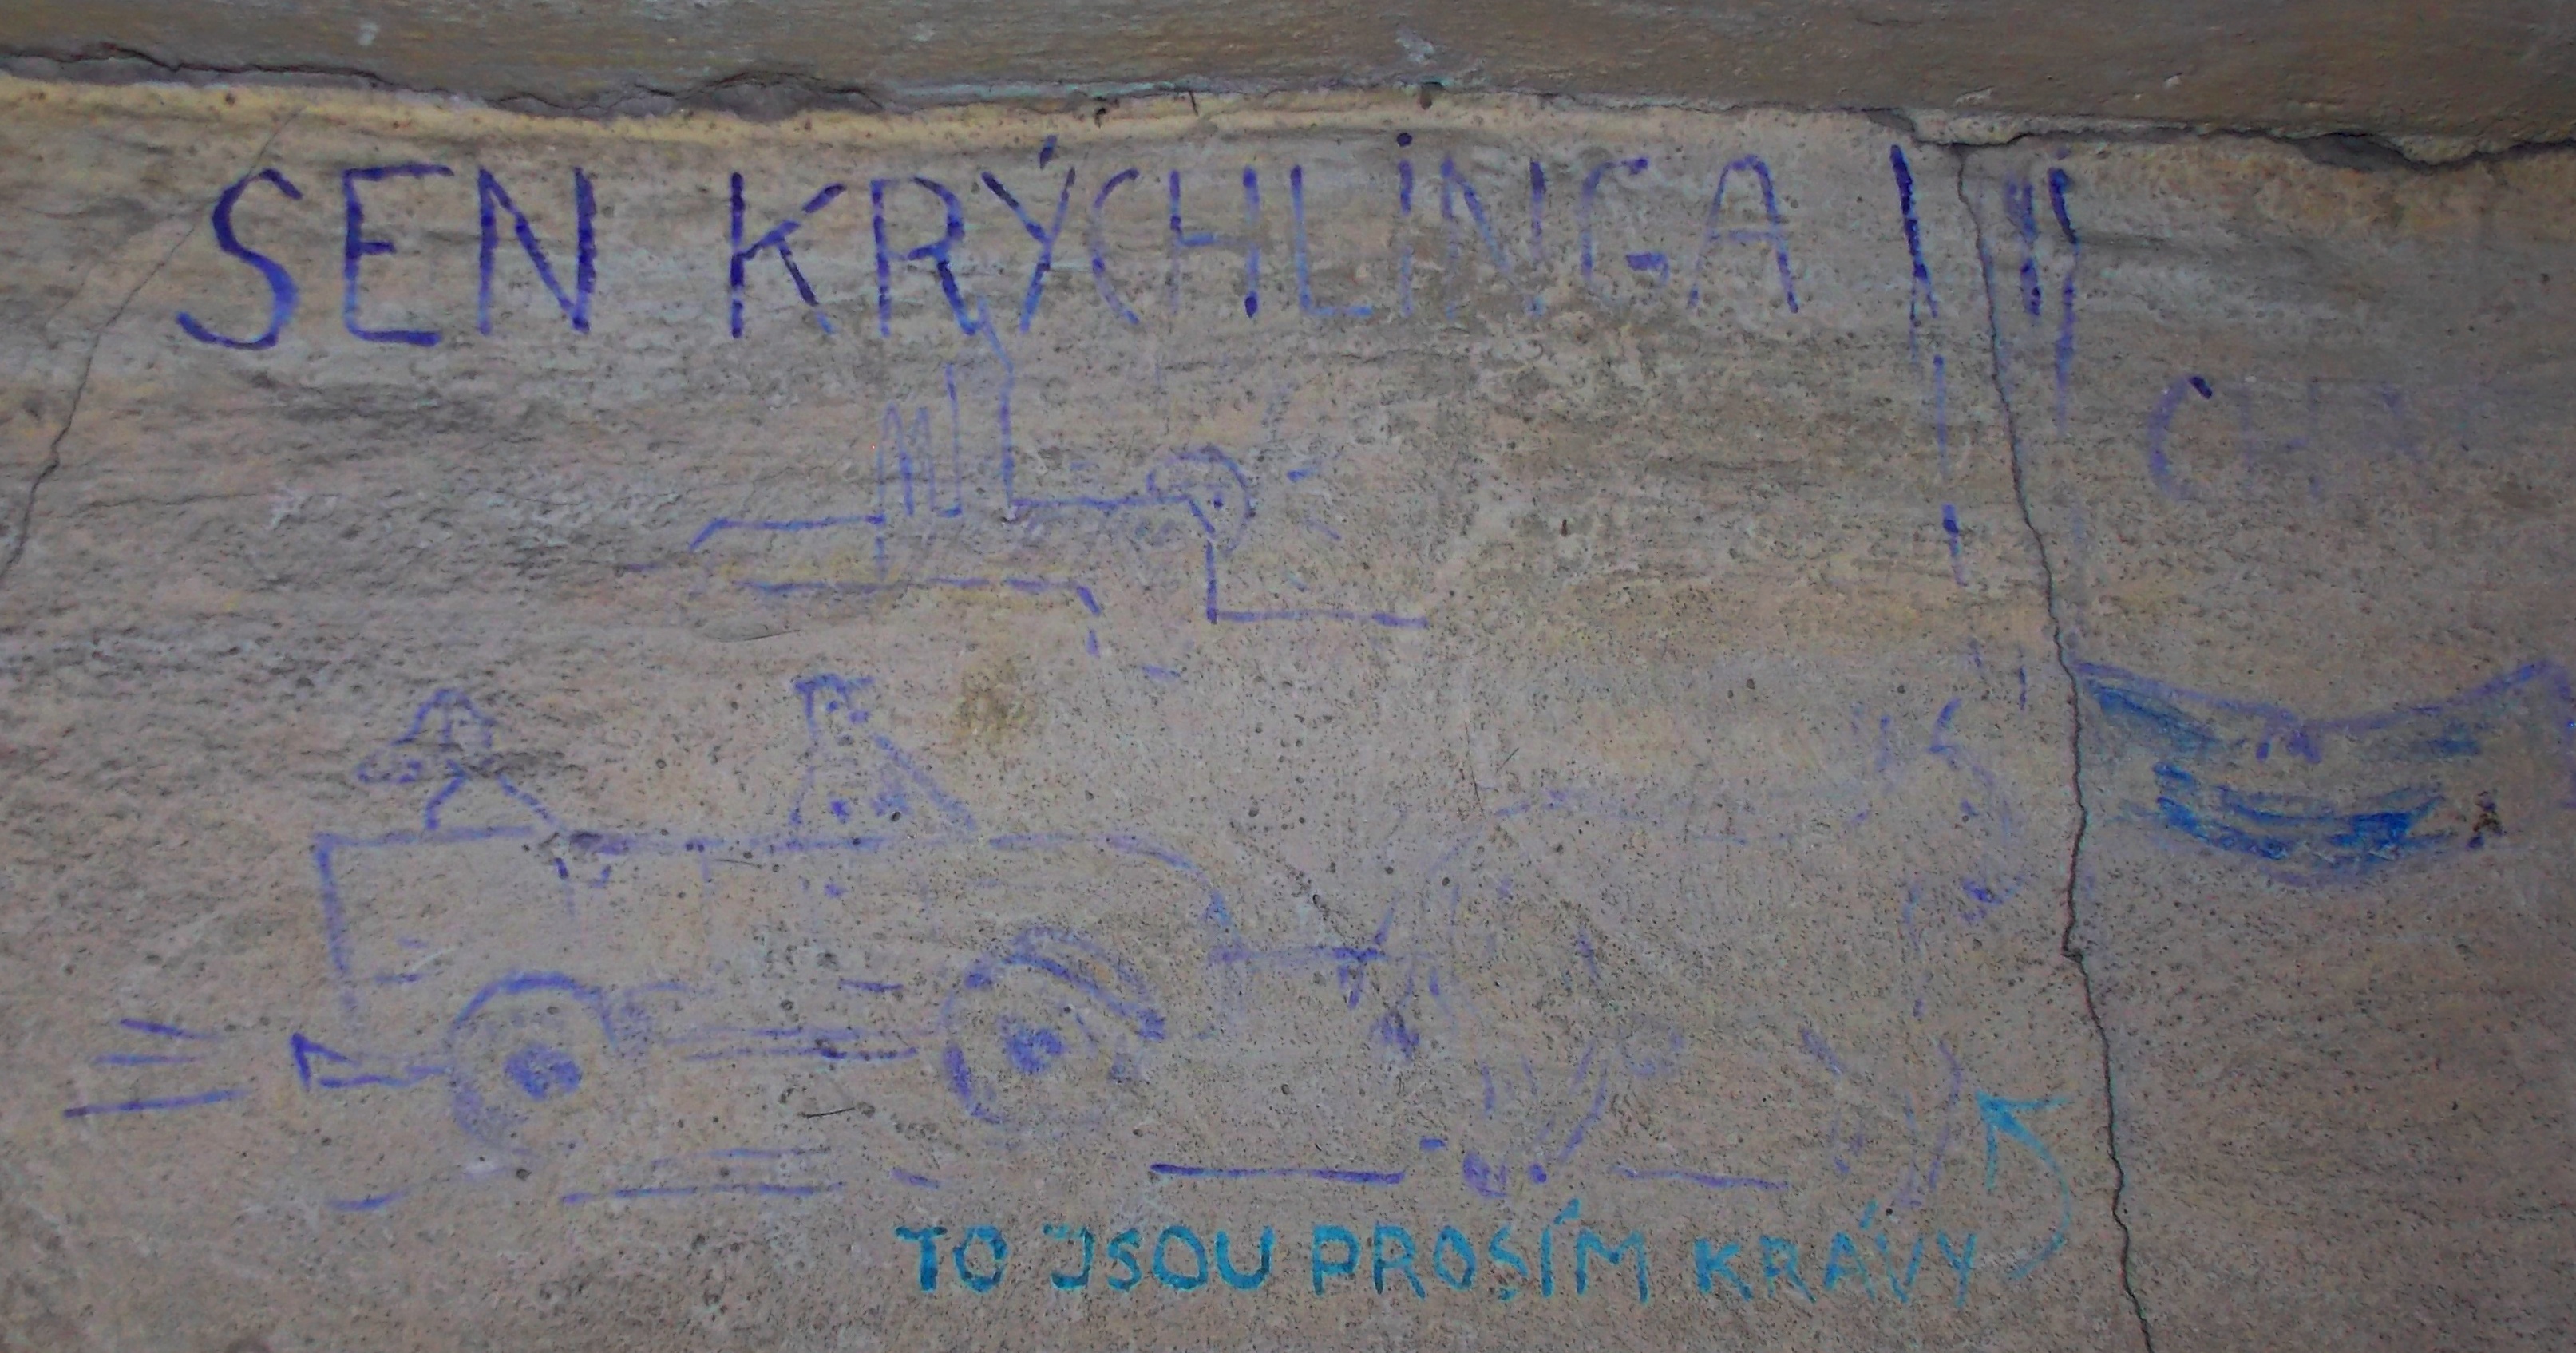 SEN KRÝCHLINGA
TO JSOU PROSÍM KRÁVY